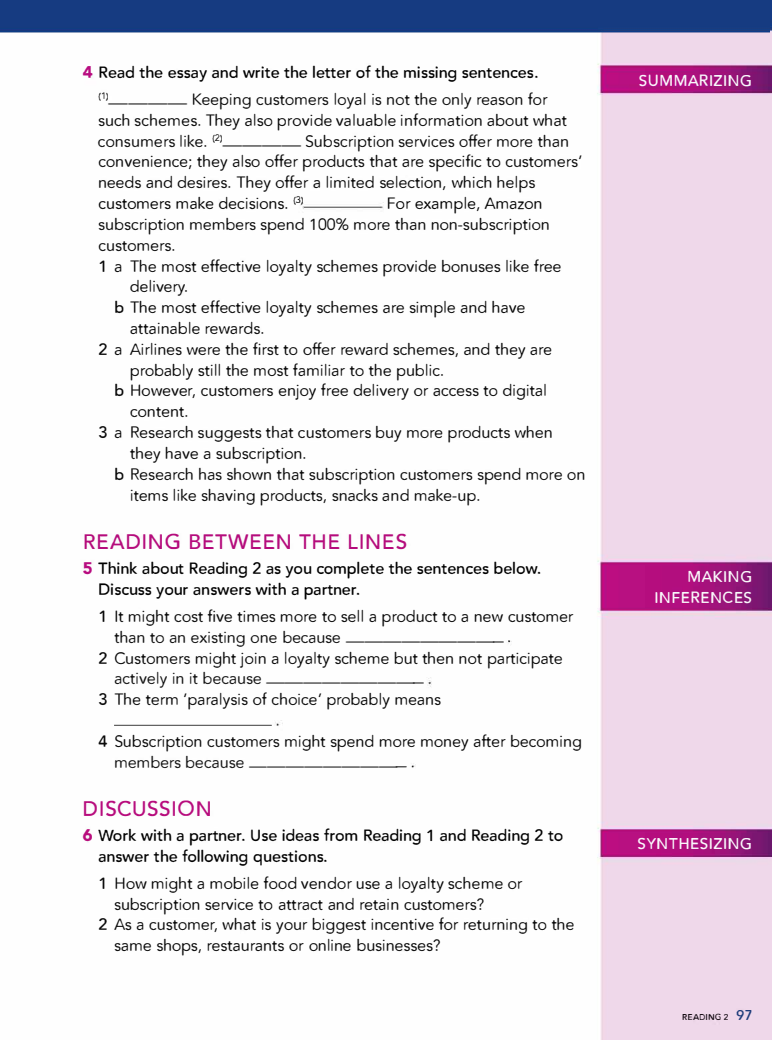 4 Read the essay and write the letter of the missing sentences.
SUMMARIZING
(1)__________ Keeping customers loyal is not the only reason for
such schemes. They also provide valuable information about what
consumers like. (2)__________ Subscription services offer more than
convenience; they also offer products that are specific to customers'
needs and desires. They offer a limited selection, which helps
customers make decisions. (3)__________ For example, Amazon
subscription members spend 100% more than non-subscription
customers.
1 a The most effective loyalty schemes provide bonuses like free
delivery.
b The most effective loyalty schemes are simple and have
attainable rewards.
2 a Airlines were the first to offer reward schemes, and they are
probably still the most familiar to the public.
b However, customers enjoy free delivery or access to digital
content.
3 a Research suggests that customers buy more products when
they have a subscription.
b Research has shown that subscription customers spend more on
items like shaving products, snacks and make-up.
READING BETWEEN THE LINES
5 Think about Reading 2 as you complete the sentences below.
Discuss your answers with a partner.
MAKING
INFERENCES
1 It might cost five times more to sell a product to a new customer
than to an existing one because ____________________ .
2 Customers might join a loyalty scheme but then not participate
actively in it because ____________________ .
3 The term 'paralysis of choice' probably means
____________________ .
4 Subscription customers might spend more money after becoming
members because ____________________ .
DISCUSSION
6 Work with a partner. Use ideas from Reading 1 and Reading 2 to
answer the following questions.
SYNTHESIZING
1 How might a mobile food vendor use a loyalty scheme or
subscription service to attract and retain customers?
2 As a customer, what is your biggest incentive for returning to the
same shops, restaurants or online businesses?
READING 2 97